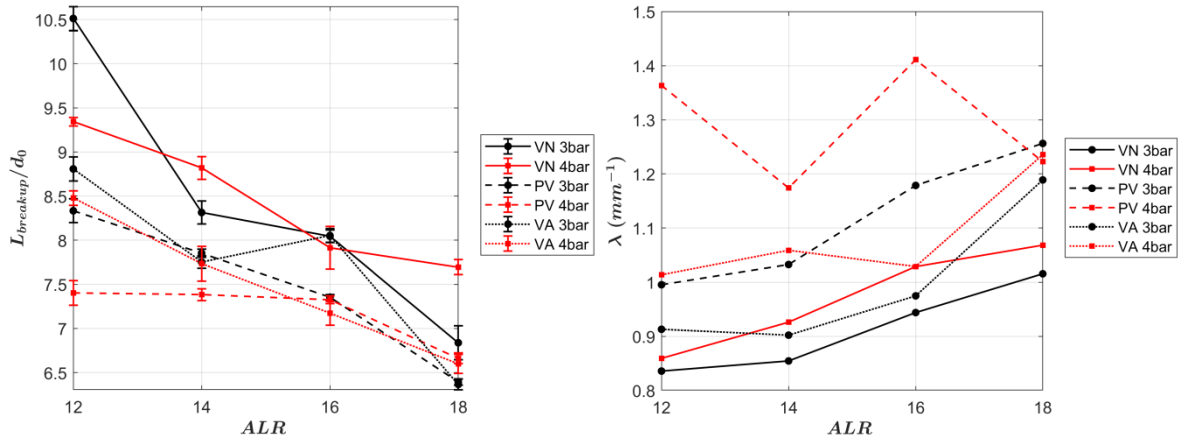 10.5
10
9.5
9
8.5
8
7.5
7
6.5
12
14
16
18
ALR
L_{breakup}/d_0
VN 3bar
VN 4bar
PV 3bar
PV 4bar
VA 3bar
VA 4bar
1.5
1.4
1.3
1.2
1.1
1
0.9
0.8
12
14
16
18
ALR
λ (mm⁻¹)
VN 3bar
VN 4bar
PV 3bar
PV 4bar
VA 3bar
VA 4bar